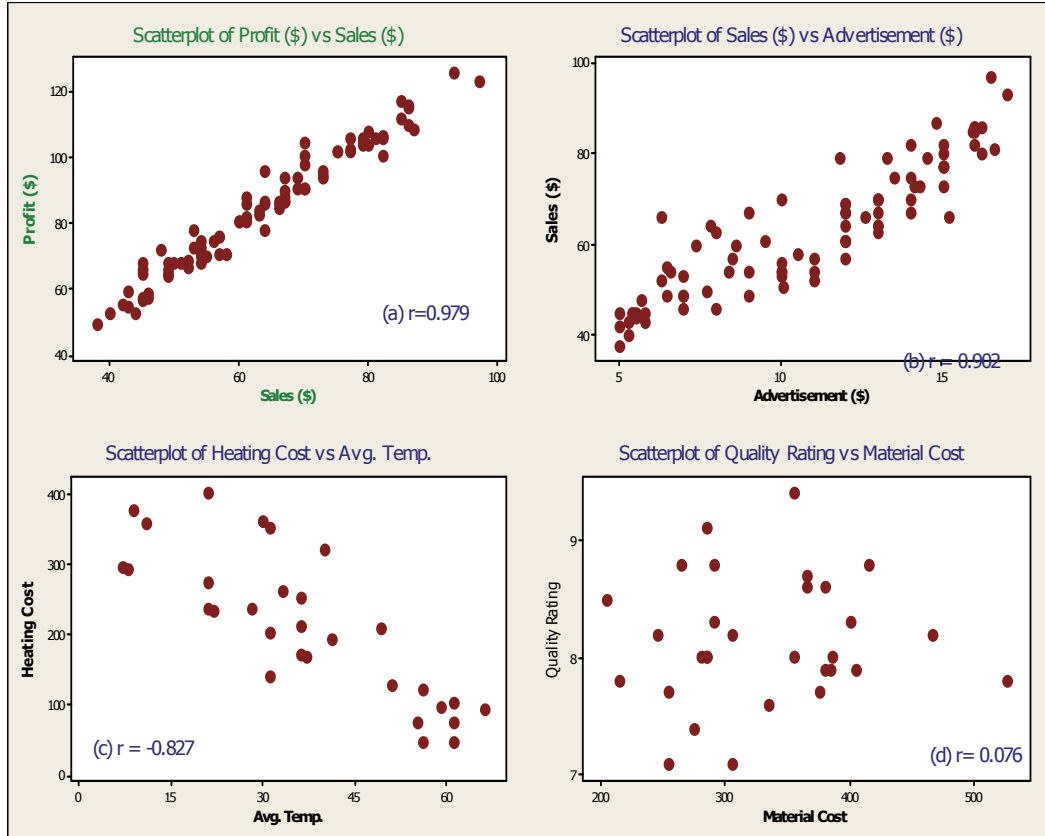 Scatterplot of Profit ($) vs Sales ($)
120
100
80
60
40
Profit ($)
(a) r=0.979
40 60 80 100
Sales ($)
Scatterplot of Sales ($) vs Advertisement ($)
100
80
60
40
Sales ($)
(b) r = 0.902
5 10 15
Advertisement ($)
Scatterplot of Heating Cost vs Avg. Temp.
400
300
200
100
0
Heating Cost
(c) r = -0.827
0 15 30 45 60
Avg. Temp.
Scatterplot of Quality Rating vs Material Cost
9
8
7
Quality Rating
(d) r= 0.076
200 300 400 500
Material Cost